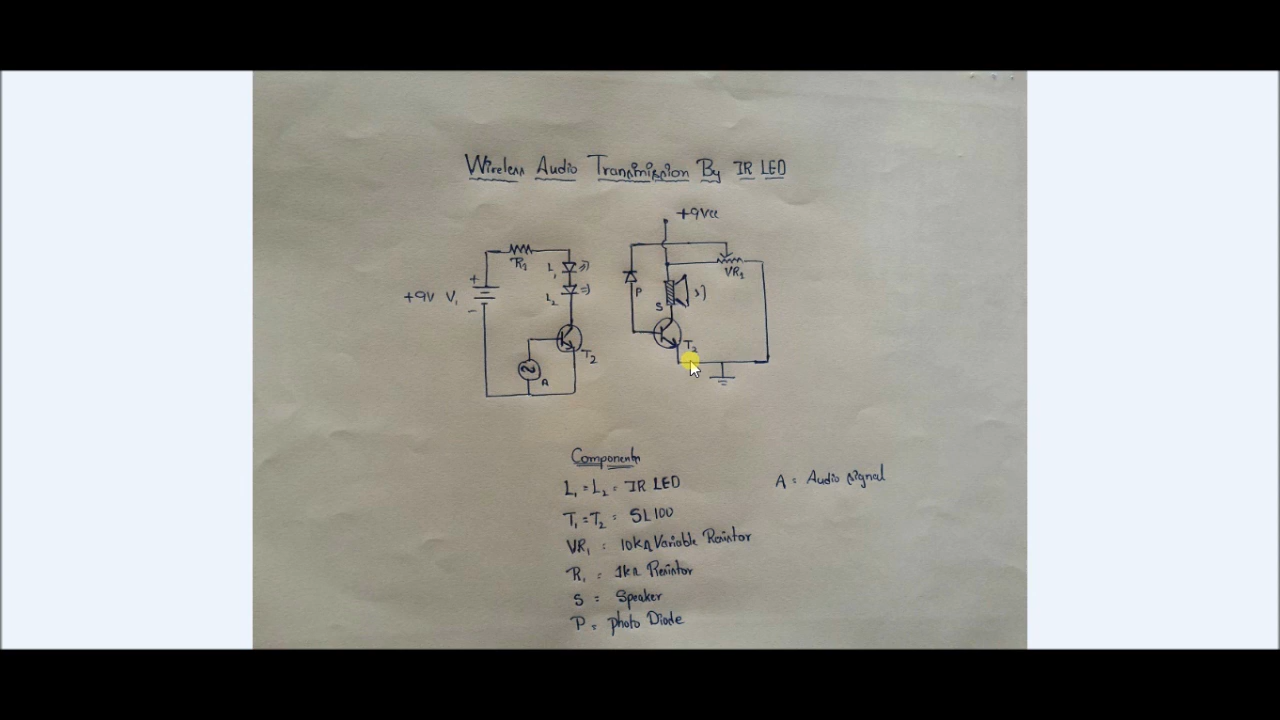 Wireless Audio Transmission By IR LED
+9Vcc
R1
L1
L2
VR1
P
S
+9V V1
+
-
T2
T2
A
Components
L1 = L2 = IR LED
A = Audio signal
T1 = T2 = SL100
VR1 = 10kΩ Variable Resistor
R1 = 1kΩ Resistor
S = Speaker
P = Photo Diode